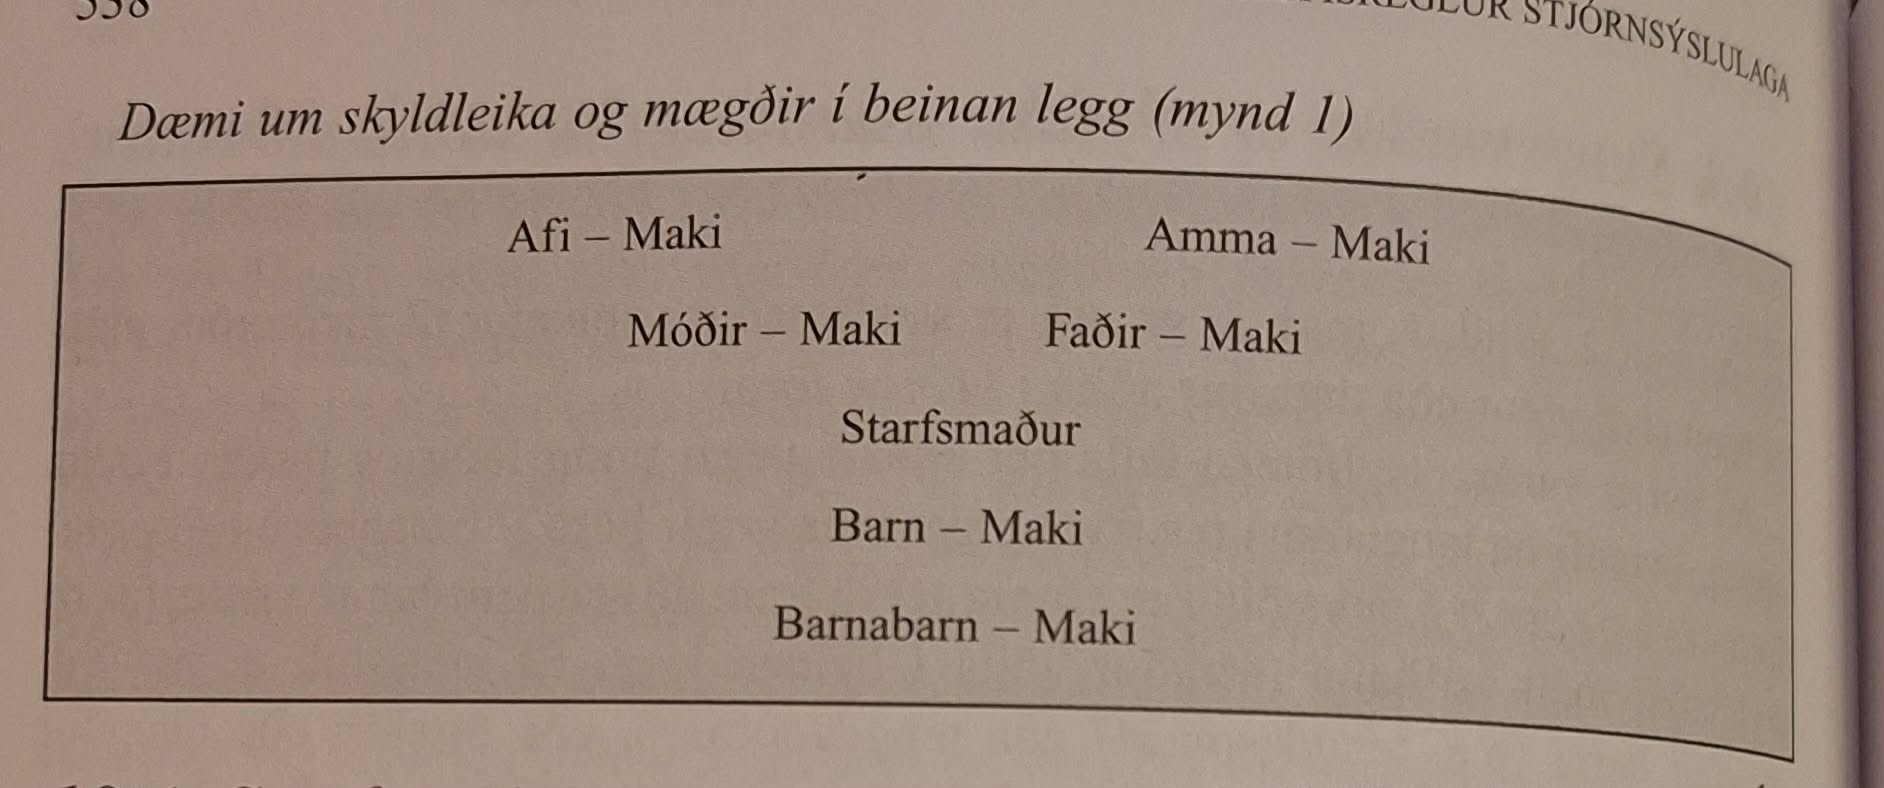 STJÓRNSÝSLULAGA
Dæmi um skyldleika og mægðir í beinan legg (mynd 1)
Afi – Maki Amma – Maki
Móðir – Maki Faðir – Maki
Starfsmaður
Barn – Maki
Barnabarn – Maki